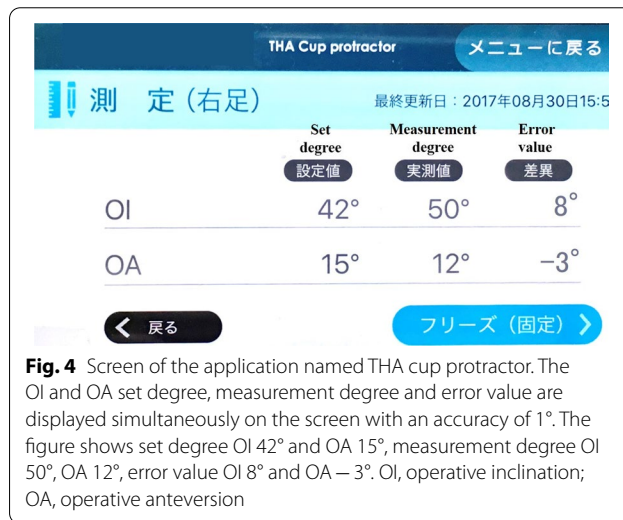 THA Cup protractor
メニューに戻る
測 定（右足）
最終更新日：2017年08月30日15:5
Set degree
Measurement degree
Error value
設定値
実測値
差異
OI 42° 50° 8°
OA 15° 12° −3°
戻る
フリーズ（固定）
Fig. 4 Screen of the application named THA cup protractor. The
OI and OA set degree, measurement degree and error value are
displayed simultaneously on the screen with an accuracy of 1°. The
figure shows set degree OI 42° and OA 15°, measurement degree OI
50°, OA 12°, error value OI 8° and OA − 3°. OI, operative inclination;
OA, operative anteversion